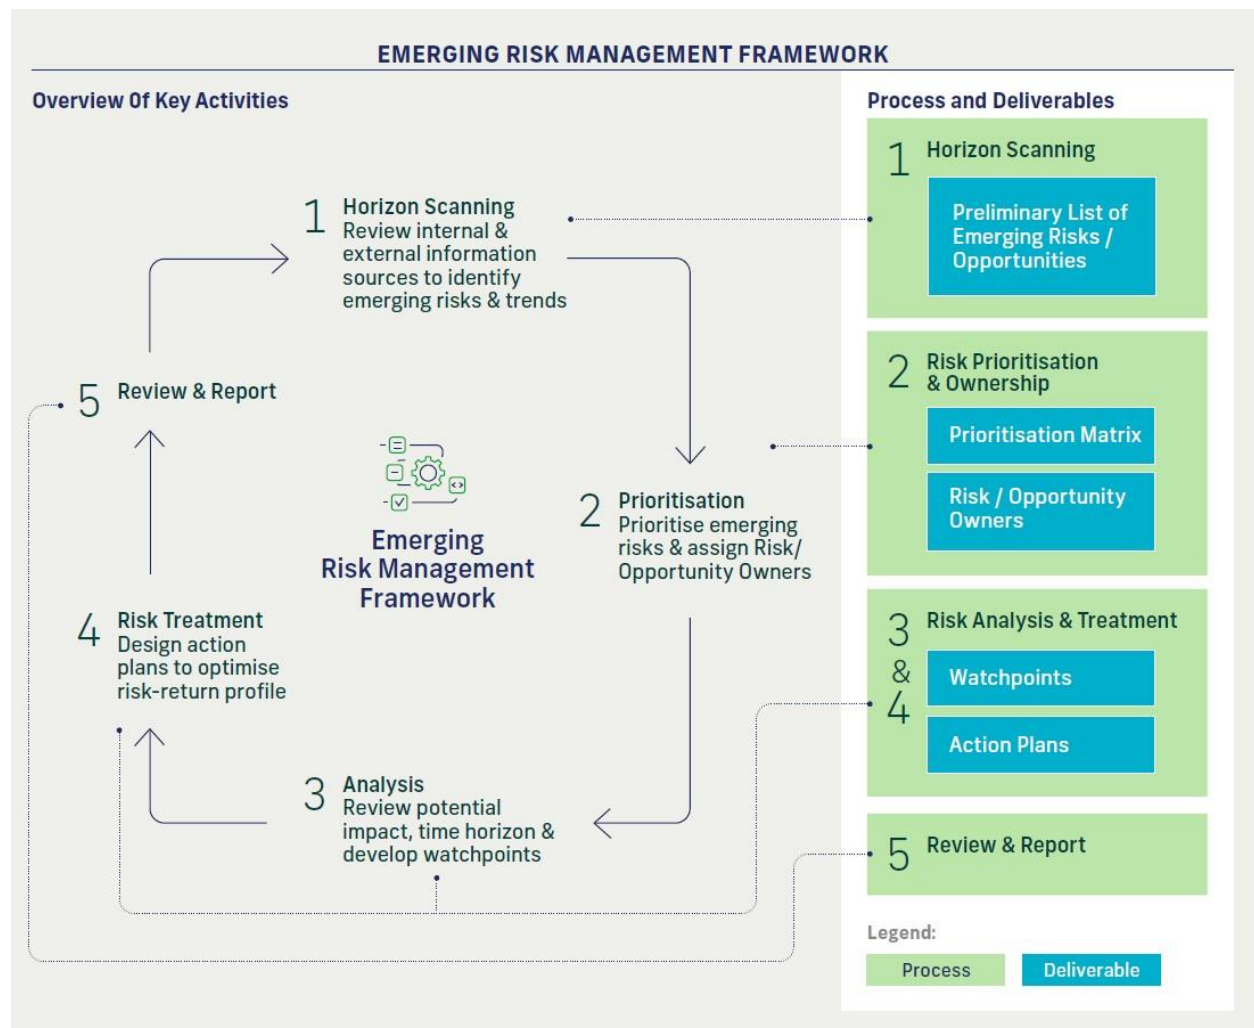 EMERGING RISK MANAGEMENT FRAMEWORK
Overview Of Key Activities
1
Horizon Scanning
Review internal &
external information
sources to identify
emerging risks & trends
2
Prioritisation
Prioritise emerging
risks & assign Risk/
Opportunity Owners
3
Analysis
Review potential
impact, time horizon &
develop watchpoints
4
Risk Treatment
Design action
plans to optimise
risk-return profile
5
Review & Report
Emerging
Risk Management
Framework
Process and Deliverables
1
Horizon Scanning
Preliminary List of
Emerging Risks /
Opportunities
2
Risk Prioritisation
& Ownership
Prioritisation Matrix
Risk / Opportunity
Owners
3
&
4
Risk Analysis & Treatment
Watchpoints
Action Plans
5
Review & Report
Legend:
Process
Deliverable